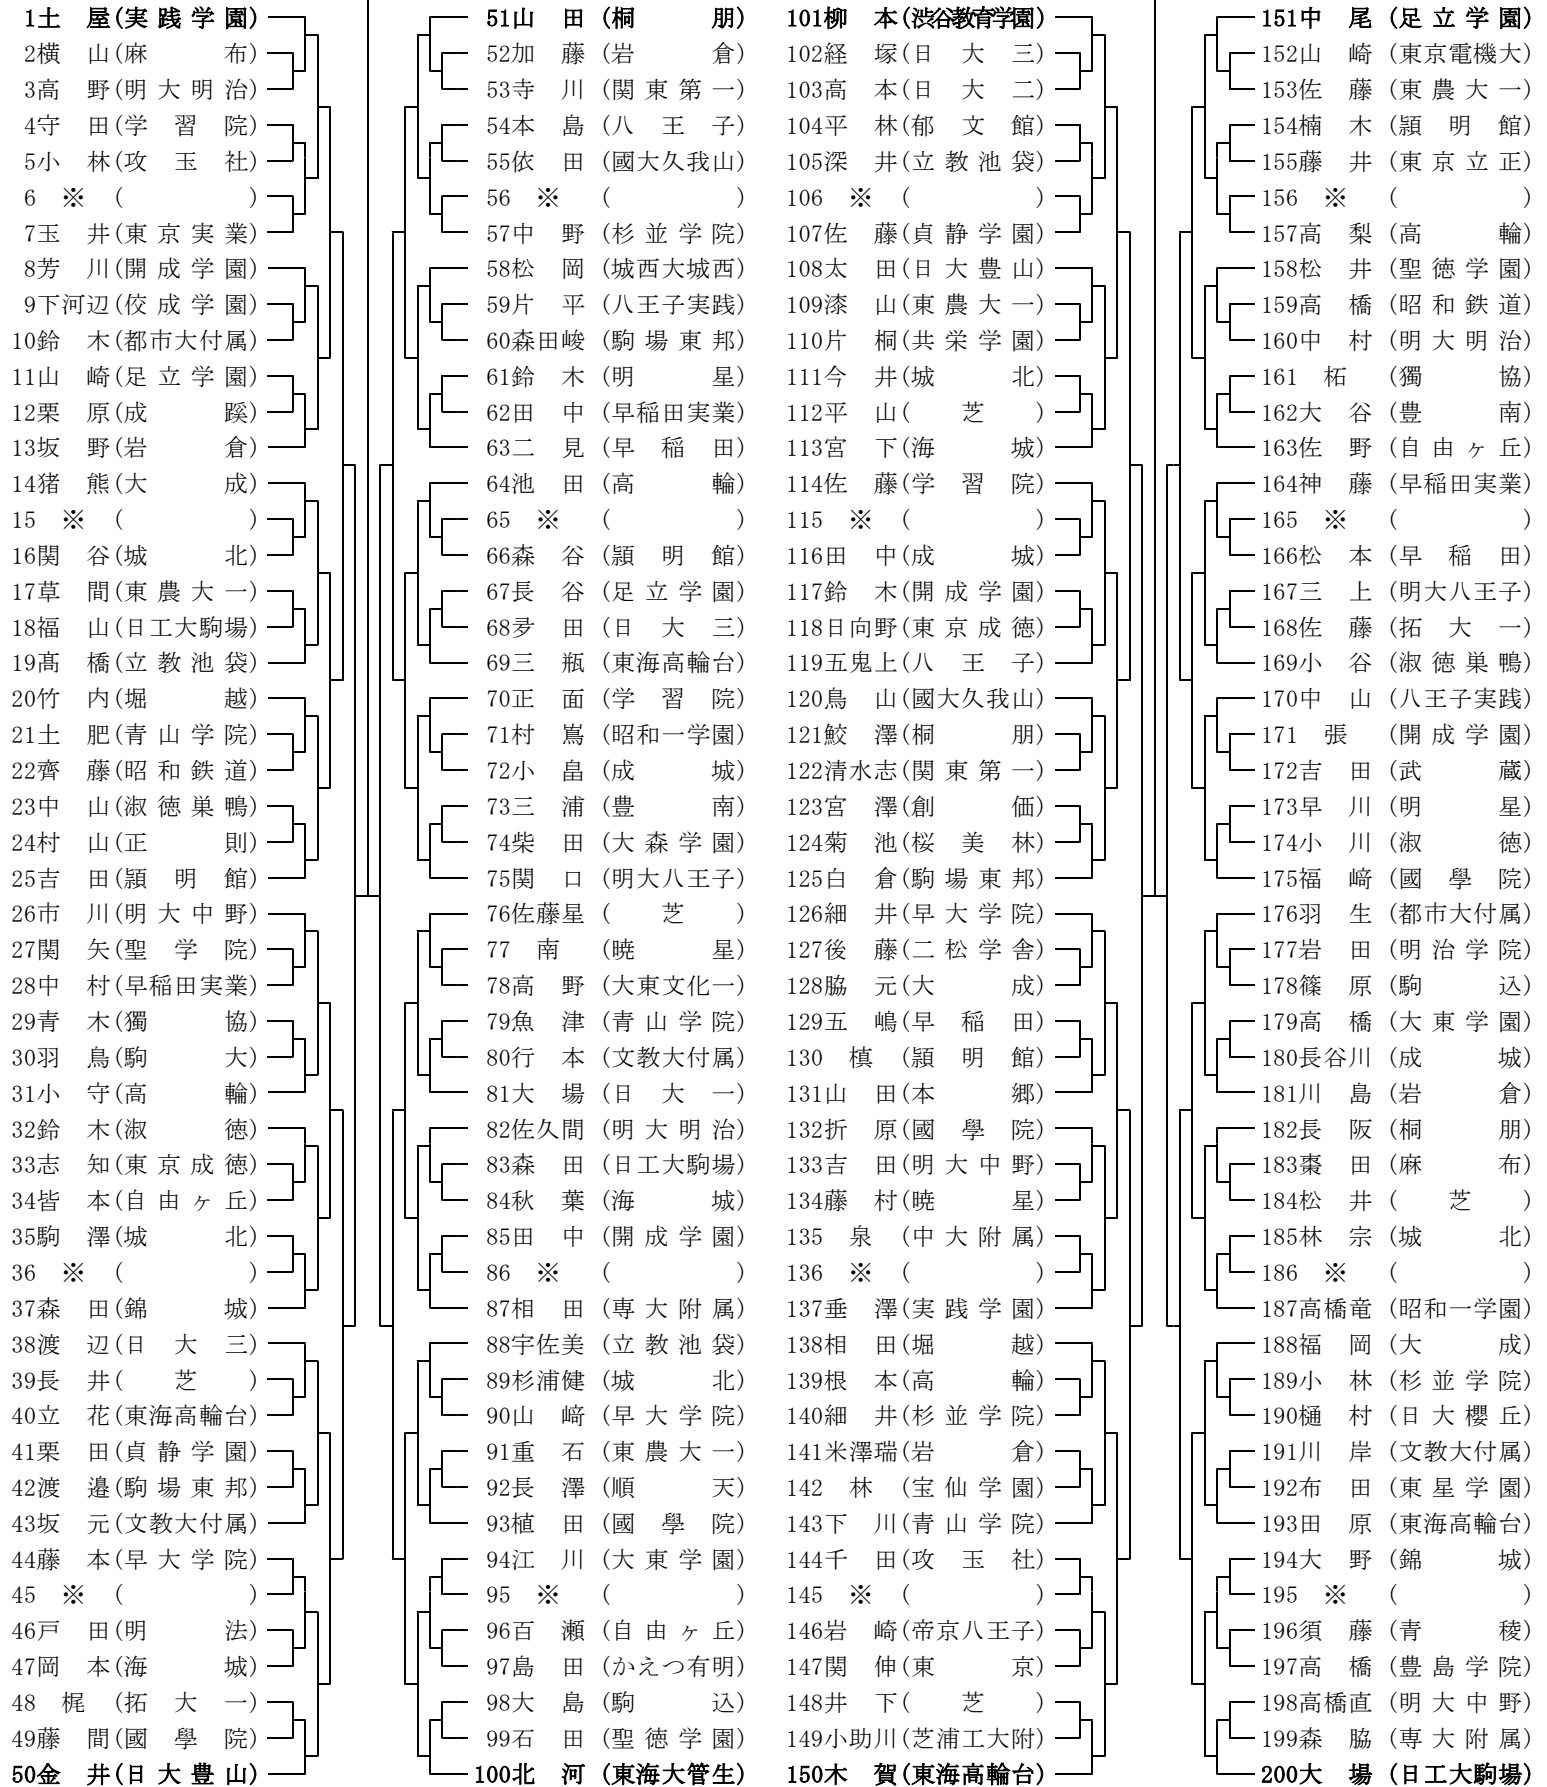 1土　屋(実践学園)
2横　山(麻布)
3高　野(明大明治)
4守　田(学習院)
5小　林(攻玉社)
6　※　(　)
7玉　井(東京実業)
8芳　川(開成学園)
9下河辺(佼成学園)
10鈴　木(都市大付属)
11山　崎(足立学園)
12栗　原(成蹊)
13坂　野(岩倉)
14猪　熊(大成)
15　※　(　)
16関　谷(城北)
17草　間(東農大一)
18福　山(日工大駒場)
19髙　橋(立教池袋)
20竹　内(堀越)
21土　肥(青山学院)
22齊　藤(昭和鉄道)
23中　山(淑徳巣鴨)
24村　山(正則)
25吉　田(頴明館)
26市　川(明大中野)
27関　矢(聖学院)
28中　村(早稲田実業)
29青　木(獨協)
30羽　鳥(駒大)
31小　守(高輪)
32鈴　木(淑徳)
33志　知(東京成徳)
34皆　本(自由ヶ丘)
35駒　澤(城北)
36　※　(　)
37森　田(錦城)
38渡　辺(日大三)
39長　井(芝)
40立　花(東海高輪台)
41栗　田(貞静学園)
42渡　邉(駒場東邦)
43坂　元(文教大付属)
44藤　本(早大学院)
45　※　(　)
46戸　田(明法)
47岡　本(海城)
48　梶　(拓大一)
49藤　間(國學院)
50金　井(日大豊山)
51山　田(桐朋)
52加　藤(岩倉)
53寺　川(関東第一)
54本　島(八王子)
55依　田(國大久我山)
56　※　(　)
57中　野(杉並学院)
58松　岡(城西大城西)
59片　平(八王子実践)
60森田峻(駒場東邦)
61鈴　木(明星)
62田　中(早稲田実業)
63二　見(早稲田)
64池　田(高輪)
65　※　(　)
66森　谷(頴明館)
67長　谷(足立学園)
68　田(日大三)
69三　瓶(東海高輪台)
70正　面(学習院)
71村　嶌(昭和一学園)
72小　畠(成城)
73三　浦(豊南)
74柴　田(大森学園)
75関　口(明大八王子)
76佐藤星(芝)
77　南　(暁星)
78高　野(大東文化一)
79魚　津(青山学院)
80行　本(文教大付属)
81大　場(日大一)
82佐久間(明大明治)
83森　田(日工大駒場)
84秋　葉(海城)
85田　中(開成学園)
86　※　(　)
87相　田(専大附属)
88宇佐美(立教池袋)
89杉浦健(城北)
90山　﨑(早大学院)
91重　石(東農大一)
92長　澤(順天)
93植　田(國學院)
94江　川(大東学園)
95　※　(　)
96百　瀬(自由ヶ丘)
97島　田(かえつ有明)
98大　島(駒込)
99石　田(聖徳学園)
100北　河(東海大管生)
101柳　本(渋谷教育学園)
102経　塚(日大三)
103高　本(日大二)
104平　林(郁文館)
105深　井(立教池袋)
106　※　(　)
107佐　藤(貞静学園)
108太　田(日大豊山)
109漆　山(東農大一)
110片　桐(共栄学園)
111今　井(城北)
112平　山(芝)
113宮　下(海城)
114佐　藤(学習院)
115　※　(　)
116田　中(成城)
117鈴　木(開成学園)
118日向野(東京成徳)
119五鬼上(八王子)
120鳥　山(國大久我山)
121鮫　澤(桐朋)
122清水志(関東第一)
123宮　澤(創価)
124菊　池(桜美林)
125白　倉(駒場東邦)
126細　井(早大学院)
127後　藤(二松学舎)
128脇　元(大成)
129五　嶋(早稲田)
130　槙　(頴明館)
131山　田(本郷)
132折　原(國學院)
133吉　田(明大中野)
134藤　村(暁星)
135　泉　(中大附属)
136　※　(　)
137垂　澤(実践学園)
138相　田(堀越)
139根　本(高輪)
140細　井(杉並学院)
141米澤瑞(岩倉)
142　林　(宝仙学園)
143下　川(青山学院)
144千　田(攻玉社)
145　※　(　)
146岩　崎(帝京八王子)
147関　伸(東京)
148井　下(芝)
149小助川(芝浦工大附)
150木　賀(東海高輪台)
151中　尾(足立学園)
152山　崎(東京電機大)
153佐　藤(東農大一)
154楠　木(頴明館)
155藤　井(東京立正)
156　※　(　)
157高　梨(高輪)
158松　井(聖徳学園)
159高　橋(昭和鉄道)
160中　村(明大明治)
161　柘　(獨協)
162大　谷(豊南)
163佐　野(自由ヶ丘)
164神　藤(早稲田実業)
165　※　(　)
166松　本(早稲田)
167三　上(明大八王子)
168佐　藤(拓大一)
169小　谷(淑徳巣鴨)
170中　山(八王子実践)
171　張　(開成学園)
172吉　田(武蔵)
173早　川(明星)
174小　川(淑徳)
175福　﨑(國學院)
176羽　生(都市大付属)
177岩　田(明治学院)
178篠　原(駒込)
179高　橋(大東学園)
180長谷川(成城)
181川　島(岩倉)
182長　阪(桐朋)
183棗　田(麻布)
184松　井(芝)
185林　宗(城北)
186　※　(　)
187高橋竜(昭和一学園)
188福　岡(大成)
189小　林(杉並学院)
190樋　村(日大櫻丘)
191川　岸(文教大付属)
192布　田(東星学園)
193田　原(東海高輪台)
194大　野(錦城)
195　※　(　)
196須　藤(青稜)
197高　橋(豊島学院)
198高橋直(明大中野)
199森　脇(専大附属)
200大　場(日工大駒場)